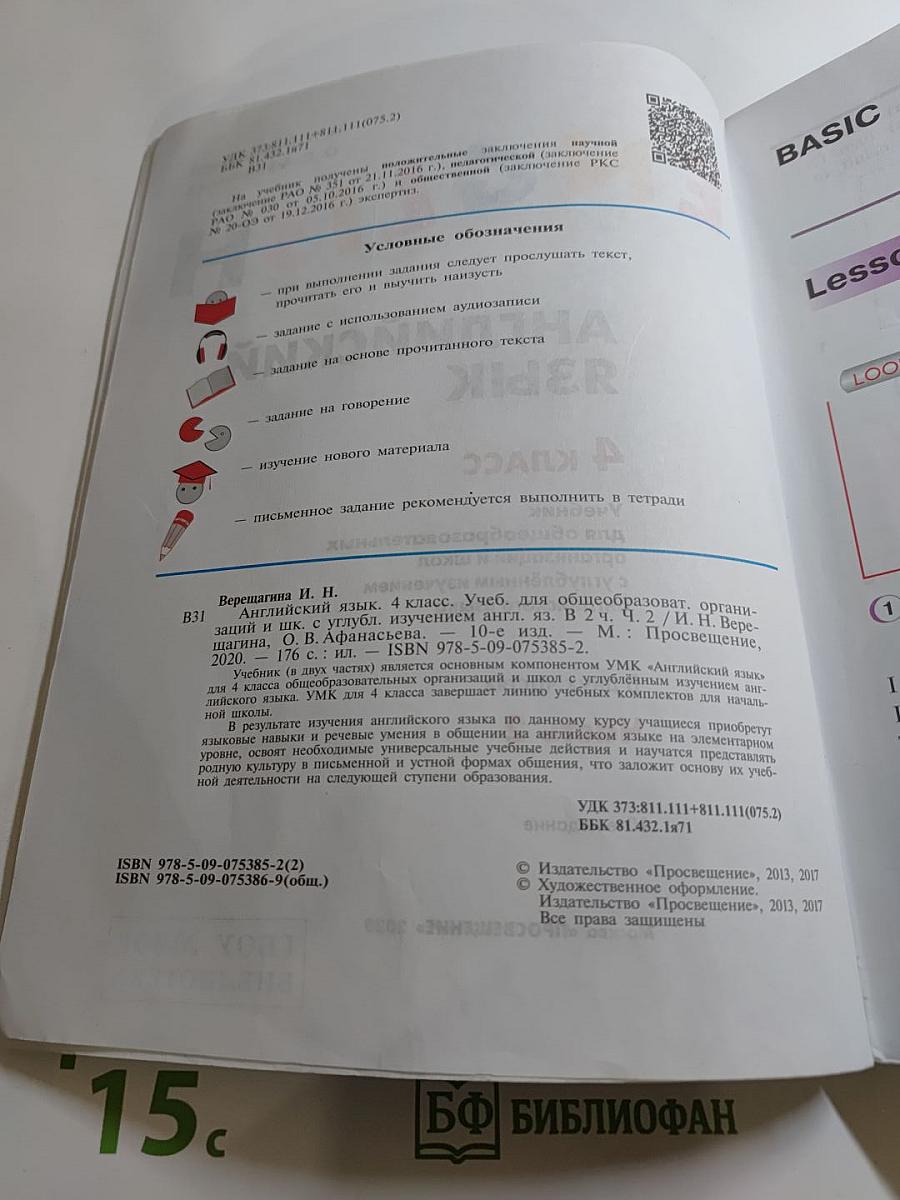 УДК 373:811.111+811.111(075.2)
ББК 81.432.1я71
В31
На учебник получены положительные заключения научной
(заключение РАО № 351 от 21.11.2016 г.), педагогической (заключение
РАО № 030 от 05.10.2016 г.) и общественной (заключение РКС
№ 20-ОЭ от 19.12.2016 г.) экспертиз.
Условные обозначения
— при выполнении задания следует прослушать текст,
прочитать его и выучить наизусть
— задание с использованием аудиозаписи
— задание на основе прочитанного текста
— задание на говорение
— изучение нового материала
— письменное задание рекомендуется выполнить в тетради
Верещагина И. Н.
В31 Английский язык. 4 класс. Учеб. для общеобразоват. органи-
заций и шк. с углубл. изучением англ. яз. В 2 ч. Ч. 2 / И. Н. Вере-
щагина, О. В. Афанасьева. — 10-е изд. — М. : Просвещение,
2020. — 176 с. : ил. — ISBN 978-5-09-075385-2.
Учебник (в двух частях) является основным компонентом УМК «Английский язык»
для 4 класса общеобразовательных организаций и школ с углублённым изучением анг-
лийского языка. УМК для 4 класса завершает линию учебных комплектов для началь-
ной школы.
В результате изучения английского языка по данному курсу учащиеся приобретут
языковые навыки и речевые умения в общении на английском языке на элементарном
уровне, освоят необходимые универсальные учебные действия и научатся представлять
родную культуру в письменной и устной формах общения, что заложит основу их учеб-
ной деятельности на следующей ступени образования.
УДК 373:811.111+811.111(075.2)
ББК 81.432.1я71
ISBN 978-5-09-075385-2(2)
ISBN 978-5-09-075386-9(общ.)
© Издательство «Просвещение», 2013, 2017
© Художественное оформление.
Издательство «Просвещение», 2013, 2017
Все права защищены
BASIC
Lesso
LOO
1
I
15 с
БФ БИБЛИОФАН